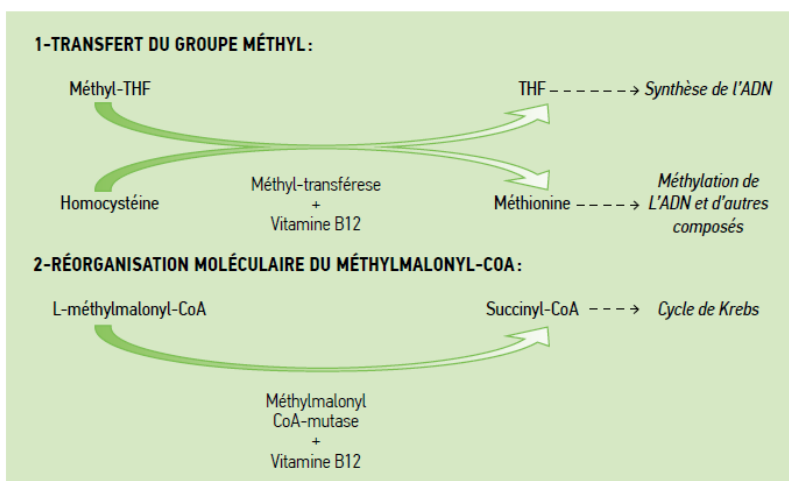 1-TRANSFERT DU GROUPE MÉTHYL:
Méthyl-THF
THF
Synthèse de l'ADN
Homocystéine
Méthyl-transférese
+
Vitamine B12
Méthionine
Méthylation de
L'ADN et d'autres
composés
2-RÉORGANISATION MOLÉCULAIRE DU MÉTHYLMALONYL-COA:
L-méthylmalonyl-CoA
Succinyl-CoA
Cycle de Krebs
Méthylmalonyl
CoA-mutase
+
Vitamine B12